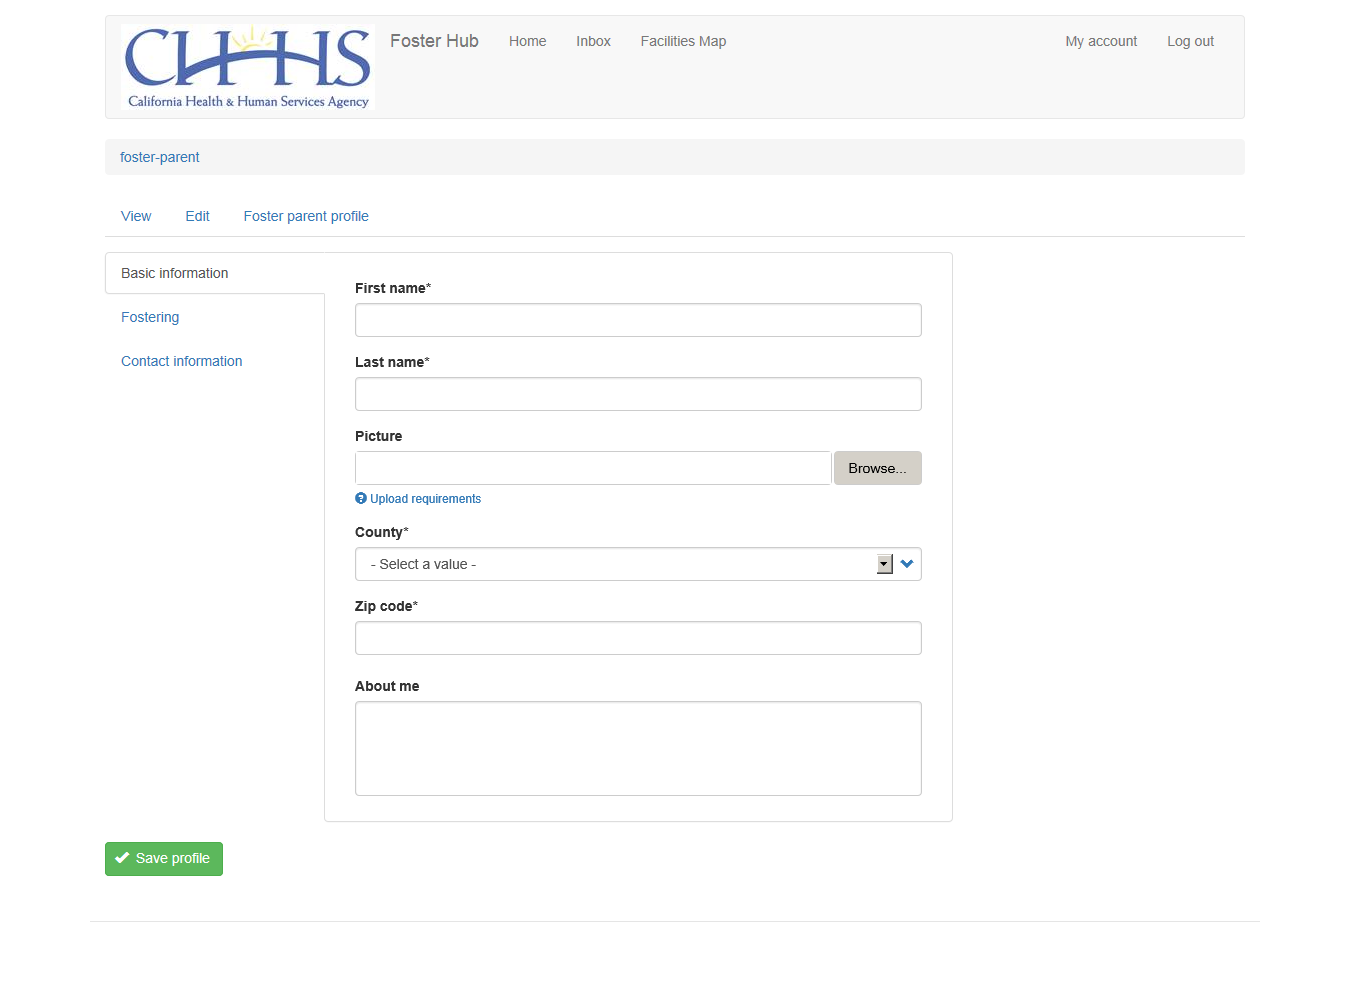 CHHS
California Health & Human Services Agency
Foster Hub Home Inbox Facilities Map My account Log out
foster-parent
View Edit Foster parent profile
Basic information
Fostering
Contact information
First name*
Last name*
Picture
Browse...
Upload requirements
County*
- Select a value -
Zip code*
About me
Save profile